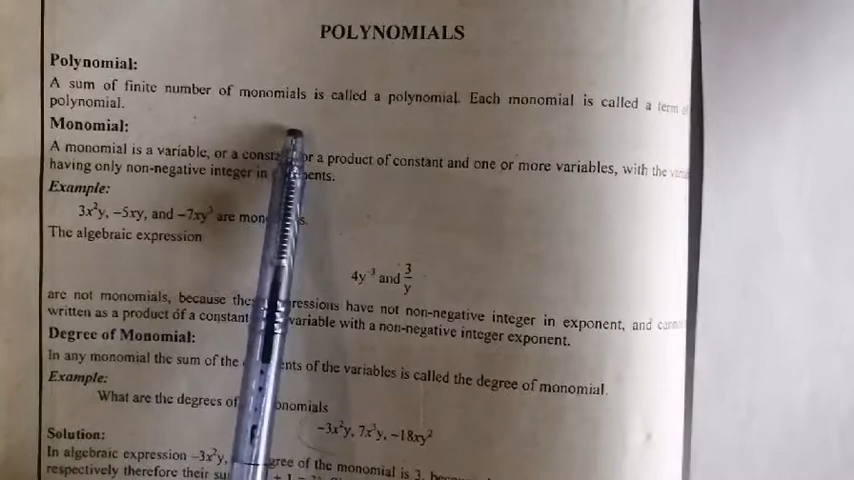 POLYNOMIALS
Polynomial:
A sum of finite number of monomials is called a polynomial. Each monomial is called a term of
polynomial.
Monomial:
A monomial is a variable, or a consta or a product of constant and one or more variables, with the
having only non-negative integer in ents.
Example:
3x²y, −5xy, and −7xy³ are mon s.
The algebraic expression
4y⁻³ and 3/y
are not monomials, because the ressions have not non-negative integer in exponent, and
written as a product of a constant variable with a non-negative integer exponent.
Degree of Monomial:
In any monomial the sum of the ents of the variables is called the degree of monomial.
Example:
What are the degrees of onomials
−3x²y, 7x³y, −18xy²
Solution:
In algebraic expression −3x²y, gree of the monomial is 3,
respectively therefore their